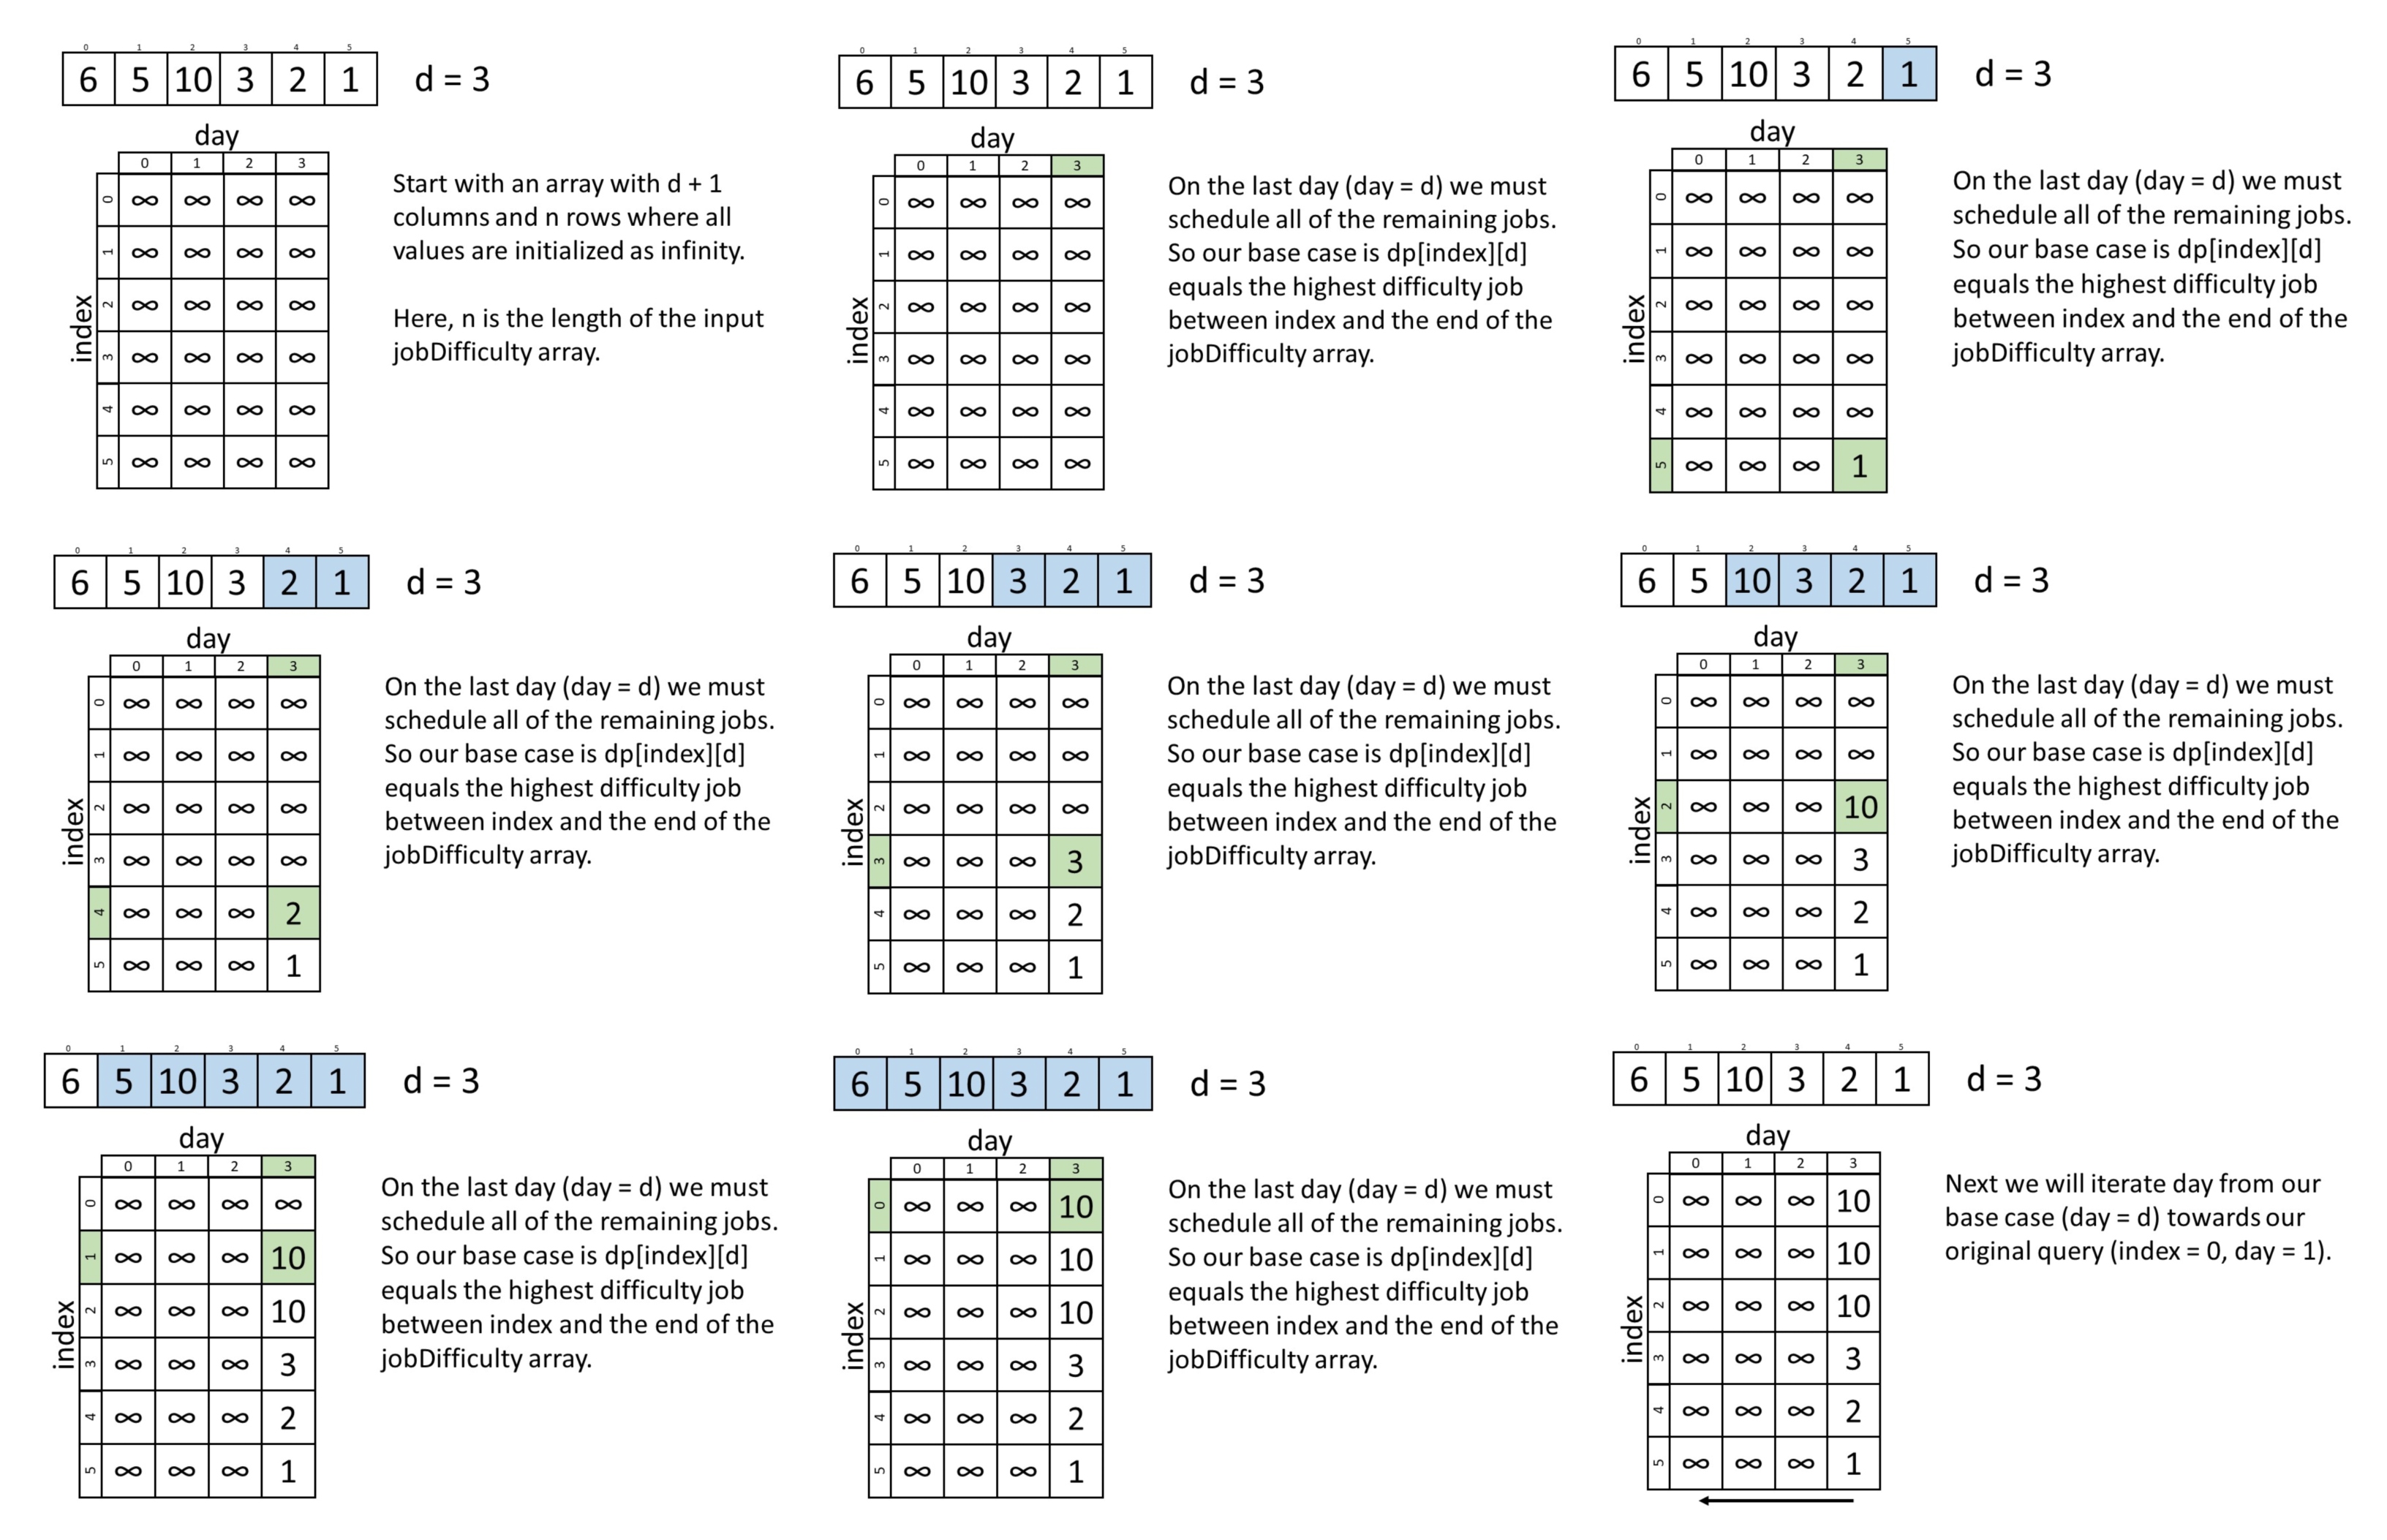 0 1 2 3 4 5
6 5 10 3 2 1 d = 3
day
0 1 2 3
0 ∞ ∞ ∞ ∞
1 ∞ ∞ ∞ ∞
2 ∞ ∞ ∞ ∞
3 ∞ ∞ ∞ ∞
4 ∞ ∞ ∞ ∞
5 ∞ ∞ ∞ ∞
index
Start with an array with d + 1
columns and n rows where all
values are initialized as infinity.
Here, n is the length of the input
jobDifficulty array.
0 1 2 3 4 5
6 5 10 3 2 1 d = 3
day
0 1 2 3
0 ∞ ∞ ∞ ∞
1 ∞ ∞ ∞ ∞
2 ∞ ∞ ∞ ∞
3 ∞ ∞ ∞ ∞
4 ∞ ∞ ∞ ∞
5 ∞ ∞ ∞ ∞
index
On the last day (day = d) we must
schedule all of the remaining jobs.
So our base case is dp[index][d]
equals the highest difficulty job
between index and the end of the
jobDifficulty array.
0 1 2 3 4 5
6 5 10 3 2 1 d = 3
day
0 1 2 3
0 ∞ ∞ ∞ ∞
1 ∞ ∞ ∞ ∞
2 ∞ ∞ ∞ ∞
3 ∞ ∞ ∞ ∞
4 ∞ ∞ ∞ ∞
5 ∞ ∞ ∞ 1
index
On the last day (day = d) we must
schedule all of the remaining jobs.
So our base case is dp[index][d]
equals the highest difficulty job
between index and the end of the
jobDifficulty array.
0 1 2 3 4 5
6 5 10 3 2 1 d = 3
day
0 1 2 3
0 ∞ ∞ ∞ ∞
1 ∞ ∞ ∞ ∞
2 ∞ ∞ ∞ ∞
3 ∞ ∞ ∞ ∞
4 ∞ ∞ ∞ 2
5 ∞ ∞ ∞ 1
index
On the last day (day = d) we must
schedule all of the remaining jobs.
So our base case is dp[index][d]
equals the highest difficulty job
between index and the end of the
jobDifficulty array.
0 1 2 3 4 5
6 5 10 3 2 1 d = 3
day
0 1 2 3
0 ∞ ∞ ∞ ∞
1 ∞ ∞ ∞ ∞
2 ∞ ∞ ∞ ∞
3 ∞ ∞ ∞ 3
4 ∞ ∞ ∞ 2
5 ∞ ∞ ∞ 1
index
On the last day (day = d) we must
schedule all of the remaining jobs.
So our base case is dp[index][d]
equals the highest difficulty job
between index and the end of the
jobDifficulty array.
0 1 2 3 4 5
6 5 10 3 2 1 d = 3
day
0 1 2 3
0 ∞ ∞ ∞ ∞
1 ∞ ∞ ∞ ∞
2 ∞ ∞ ∞ 10
3 ∞ ∞ ∞ 3
4 ∞ ∞ ∞ 2
5 ∞ ∞ ∞ 1
index
On the last day (day = d) we must
schedule all of the remaining jobs.
So our base case is dp[index][d]
equals the highest difficulty job
between index and the end of the
jobDifficulty array.
0 1 2 3 4 5
6 5 10 3 2 1 d = 3
day
0 1 2 3
0 ∞ ∞ ∞ ∞
1 ∞ ∞ ∞ 10
2 ∞ ∞ ∞ 10
3 ∞ ∞ ∞ 3
4 ∞ ∞ ∞ 2
5 ∞ ∞ ∞ 1
index
On the last day (day = d) we must
schedule all of the remaining jobs.
So our base case is dp[index][d]
equals the highest difficulty job
between index and the end of the
jobDifficulty array.
0 1 2 3 4 5
6 5 10 3 2 1 d = 3
day
0 1 2 3
0 ∞ ∞ ∞ 10
1 ∞ ∞ ∞ 10
2 ∞ ∞ ∞ 10
3 ∞ ∞ ∞ 3
4 ∞ ∞ ∞ 2
5 ∞ ∞ ∞ 1
index
On the last day (day = d) we must
schedule all of the remaining jobs.
So our base case is dp[index][d]
equals the highest difficulty job
between index and the end of the
jobDifficulty array.
0 1 2 3 4 5
6 5 10 3 2 1 d = 3
day
0 1 2 3
0 ∞ ∞ ∞ 10
1 ∞ ∞ ∞ 10
2 ∞ ∞ ∞ 10
3 ∞ ∞ ∞ 3
4 ∞ ∞ ∞ 2
5 ∞ ∞ ∞ 1
index
Next we will iterate day from our
base case (day = d) towards our
original query (index = 0, day = 1).